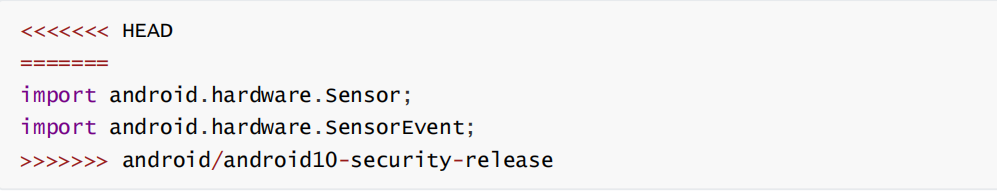 <<<<<<< HEAD
=======
import android.hardware.Sensor;
import android.hardware.SensorEvent;
>>>>>>> android/android10-security-release